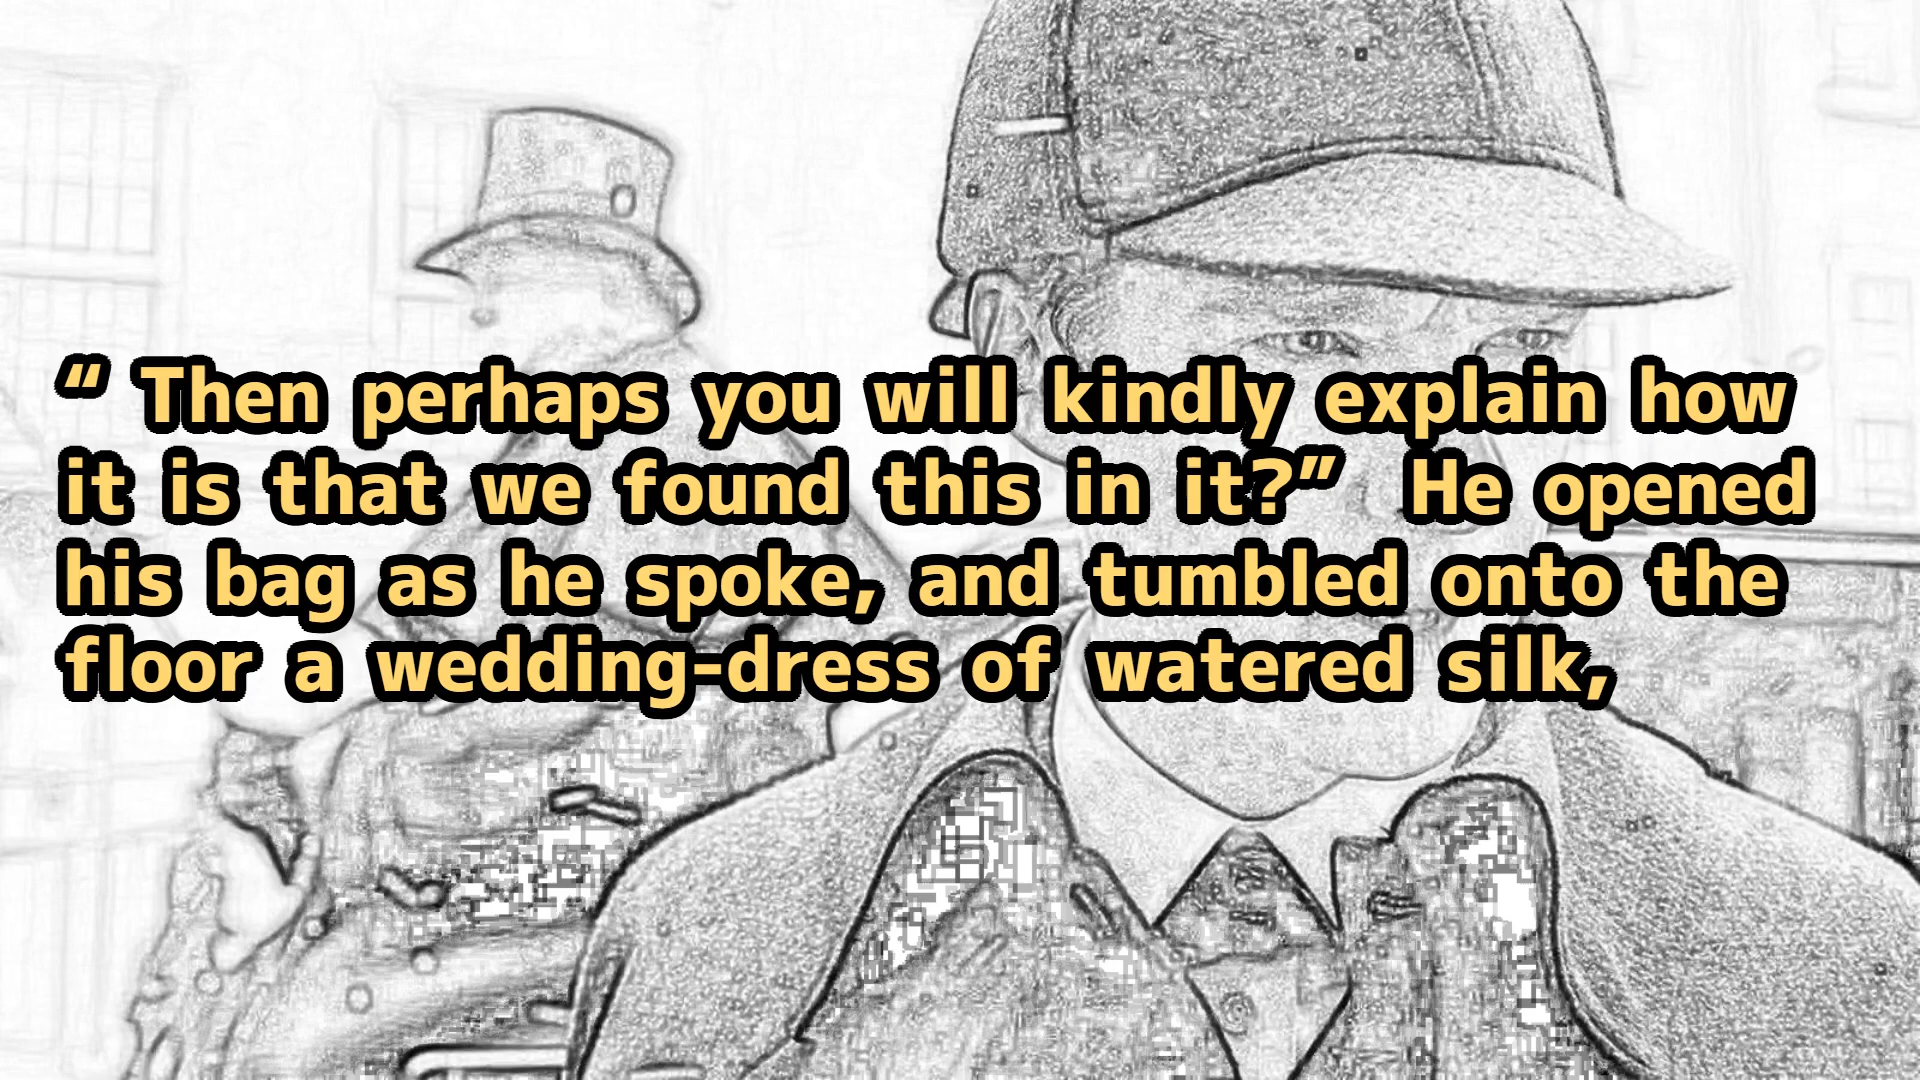 “ Then perhaps you will kindly explain how
it is that we found this in it?”  He opened
his bag as he spoke, and tumbled onto the
floor a wedding-dress of watered silk,